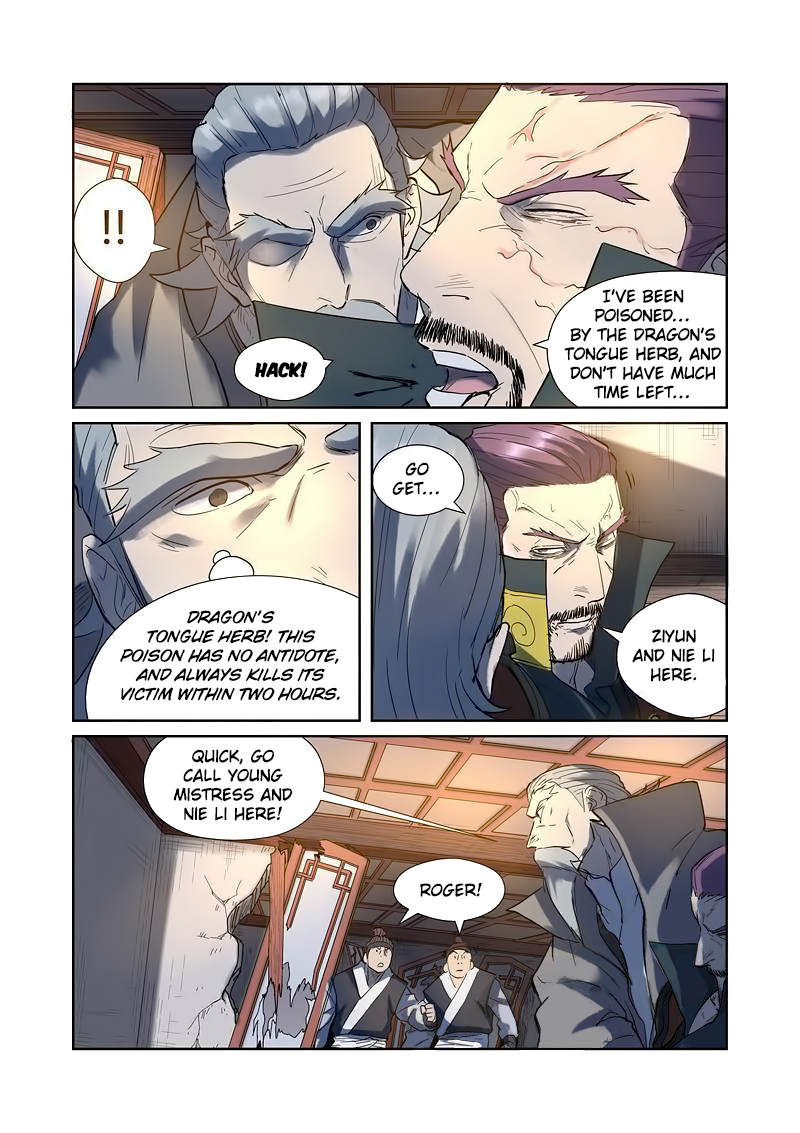 !!
HACK!
I'VE BEEN
POISONED...
BY THE DRAGON'S
TONGUE HERB, AND
DON'T HAVE MUCH
TIME LEFT...
DRAGON'S
TONGUE HERB! THIS
POISON HAS NO ANTIDOTE,
AND ALWAYS KILLS ITS
VICTIM WITHIN TWO HOURS.
GO
GET...
ZIYUN
AND NIE LI
HERE.
QUICK, GO
CALL YOUNG
MISTRESS AND
NIE LI HERE!
ROGER!